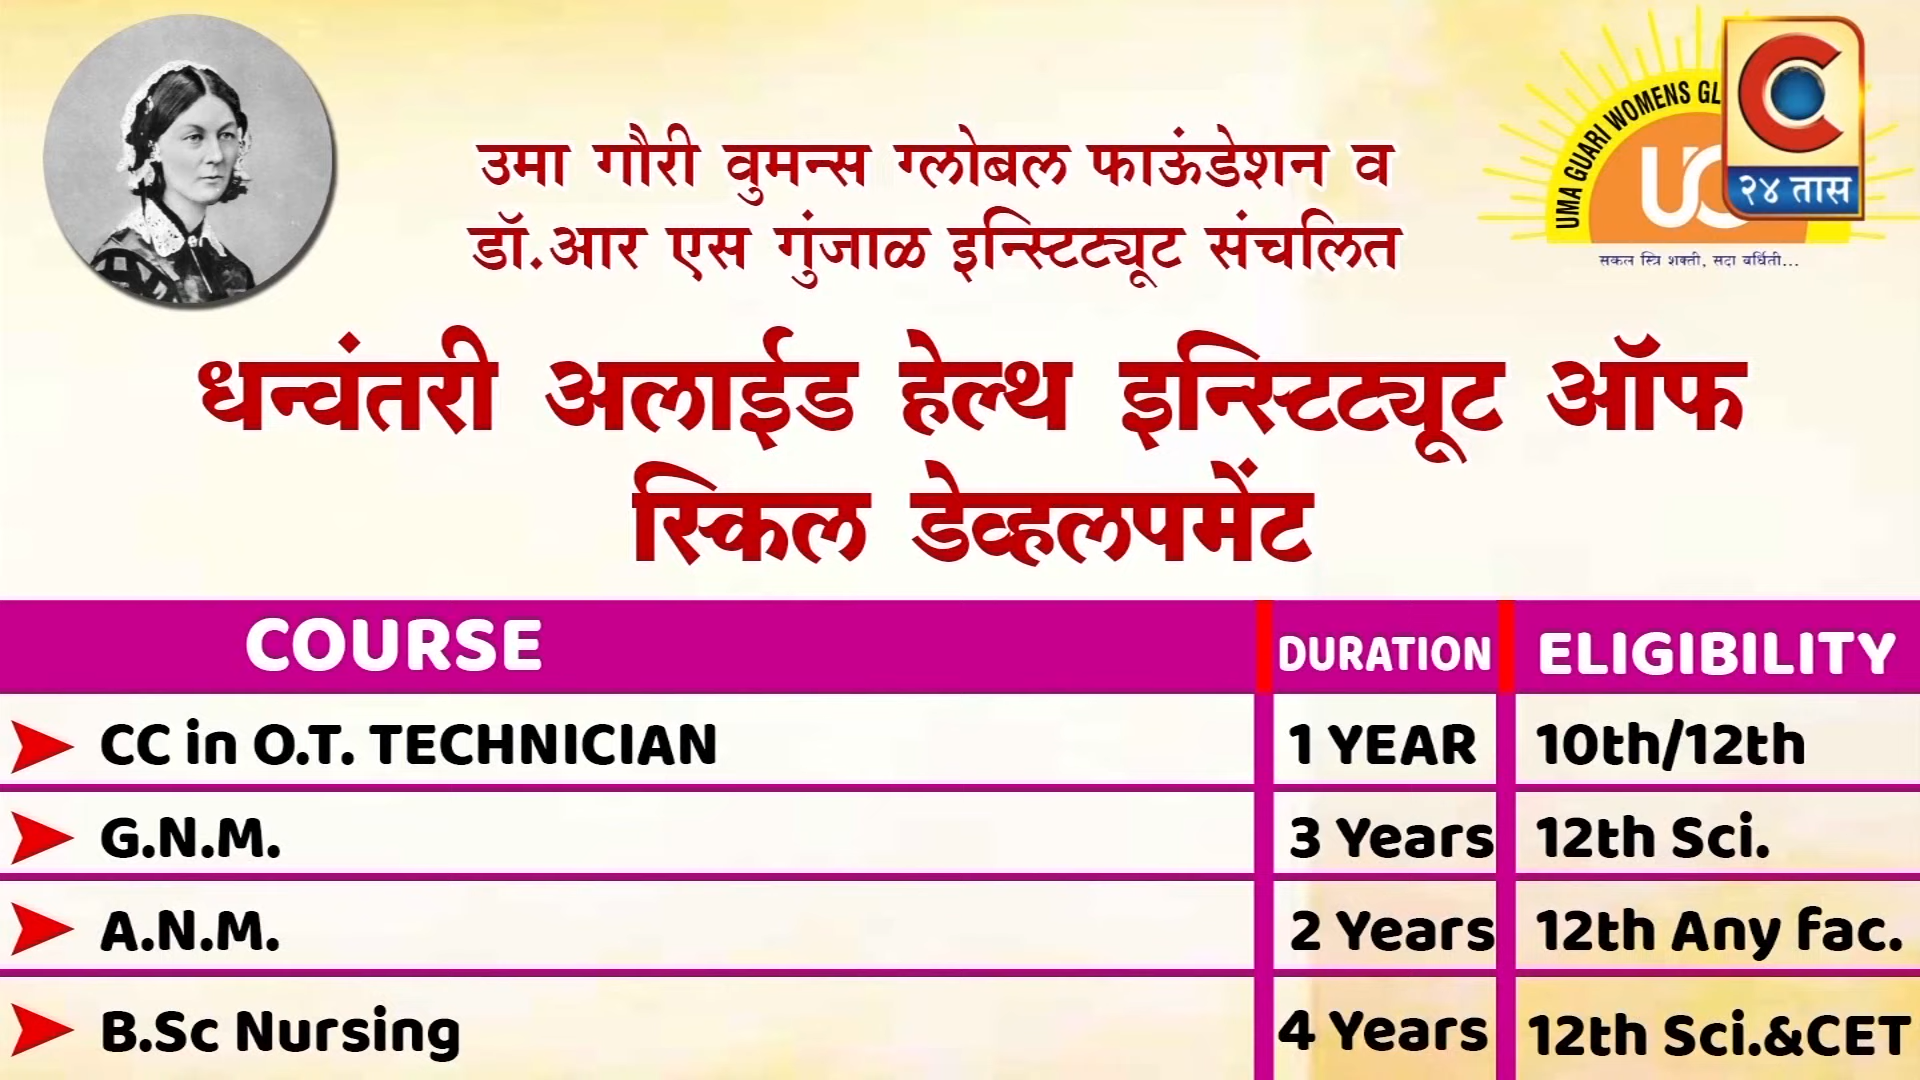 उमा गौरी वुमन्स ग्लोबल फाऊंडेशन व
डॉ.आर एस गुंजाळ इन्स्टिट्यूट संचलित
UMA GUARI WOMENS
२४ तास
सकल स्त्रि शक्ती, सदा वर्धिती...
धन्वंतरी अलाईड हेल्थ इन्स्टिट्यूट ऑफ
स्किल डेव्हलपमेंट
COURSE DURATION ELIGIBILITY
CC in O.T. TECHNICIAN 1 YEAR 10th/12th
G.N.M. 3 Years 12th Sci.
A.N.M. 2 Years 12th Any fac.
B.Sc Nursing 4 Years 12th Sci.&CET